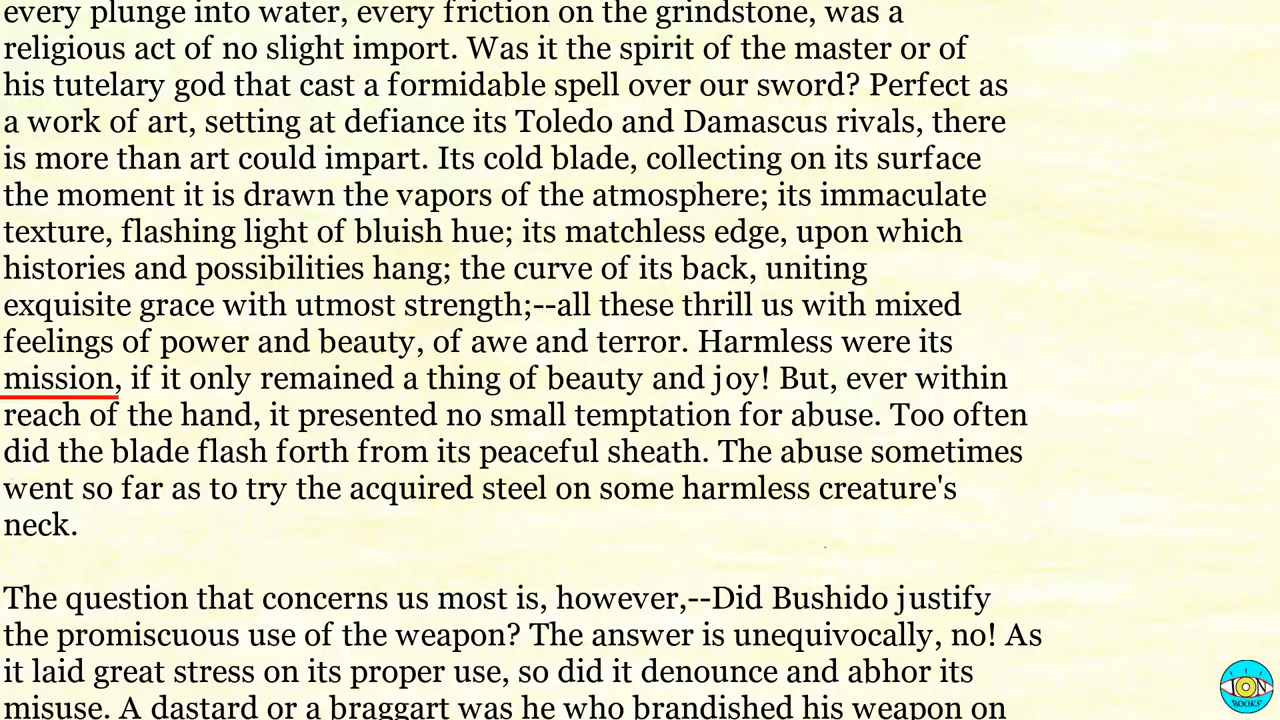 every plunge into water, every friction on the grindstone, was a
religious act of no slight import. Was it the spirit of the master or of
his tutelary god that cast a formidable spell over our sword? Perfect as
a work of art, setting at defiance its Toledo and Damascus rivals, there
is more than art could impart. Its cold blade, collecting on its surface
the moment it is drawn the vapors of the atmosphere; its immaculate
texture, flashing light of bluish hue; its matchless edge, upon which
histories and possibilities hang; the curve of its back, uniting
exquisite grace with utmost strength;--all these thrill us with mixed
feelings of power and beauty, of awe and terror. Harmless were its
mission, if it only remained a thing of beauty and joy! But, ever within
reach of the hand, it presented no small temptation for abuse. Too often
did the blade flash forth from its peaceful sheath. The abuse sometimes
went so far as to try the acquired steel on some harmless creature's
neck.
The question that concerns us most is, however,--Did Bushido justify
the promiscuous use of the weapon? The answer is unequivocally, no! As
it laid great stress on its proper use, so did it denounce and abhor its
misuse. A dastard or a braggart was he who brandished his weapon on
ION
BOOKS